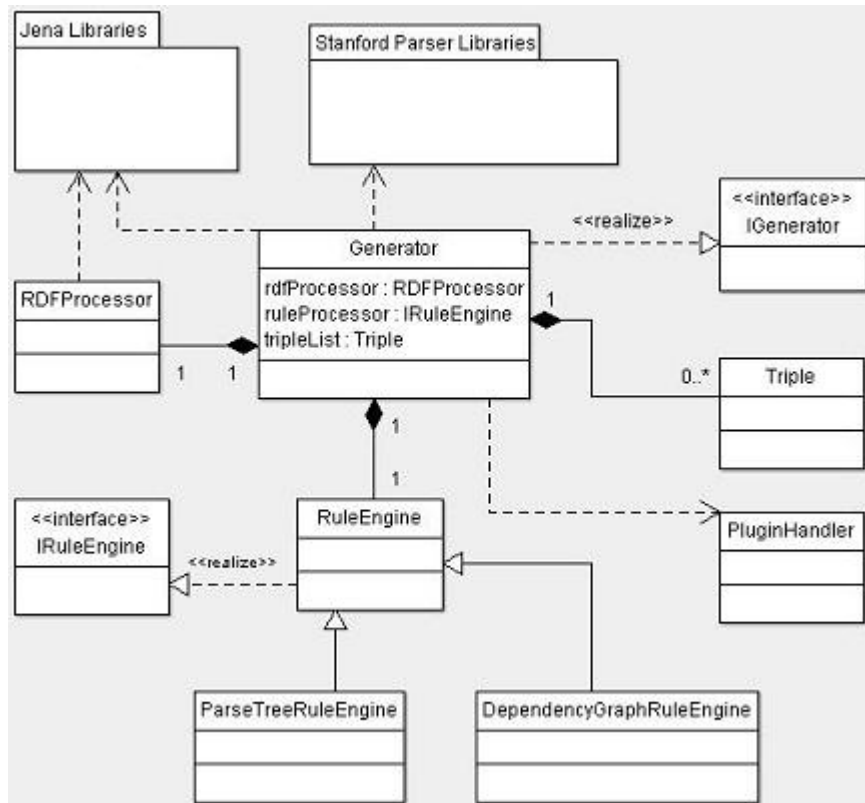 Jena Libraries
Stanford Parser Libraries
<<interface>>
IGenerator
<<realize>>
Generator
rdfProcessor : RDFProcessor
ruleProcessor : IRuleEngine
tripleList : Triple
RDFProcessor
1
1
1
0..*
Triple
1
1
<<interface>>
IRuleEngine
<<realize>>
RuleEngine
PluginHandler
ParseTreeRuleEngine
DependencyGraphRuleEngine